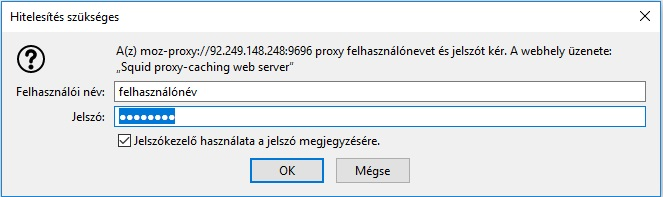 Hitelesítés szükséges
A(z) moz-proxy://92.249.148.248:9696 proxy felhasználónevet és jelszót kér. A webhely üzenete:
„Squid proxy-caching web server”
Felhasználói név: felhasználónév
Jelszó: ●●●●●●●●
Jelszókezelő használata a jelszó megjegyzésére.
OK Mégse